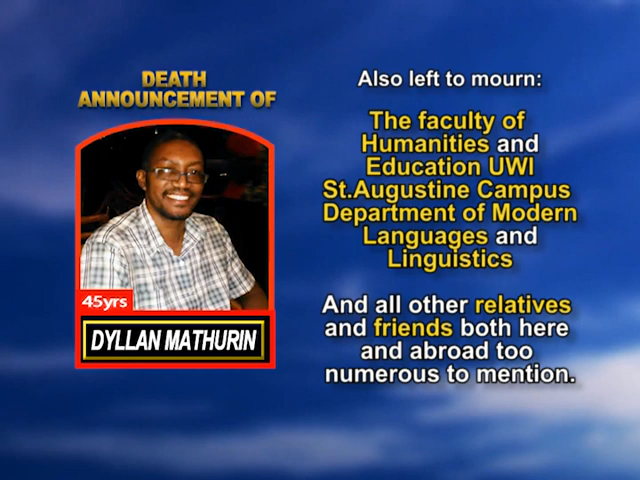 DEATH
ANNOUNCEMENT OF
45yrs
DYLLAN MATHURIN
Also left to mourn:
The faculty of
Humanities and
Education UWI
St.Augustine Campus
Department of Modern
Languages and
Linguistics
And all other relatives
and friends both here
and abroad too
numerous to mention.